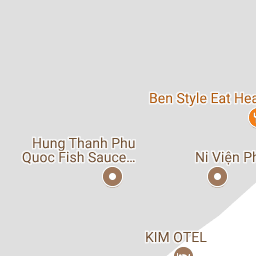 Ben Style Eat Hea
Hung Thanh Phu
Quoc Fish Sauce…
Ni Viện Ph
KIM OTEL